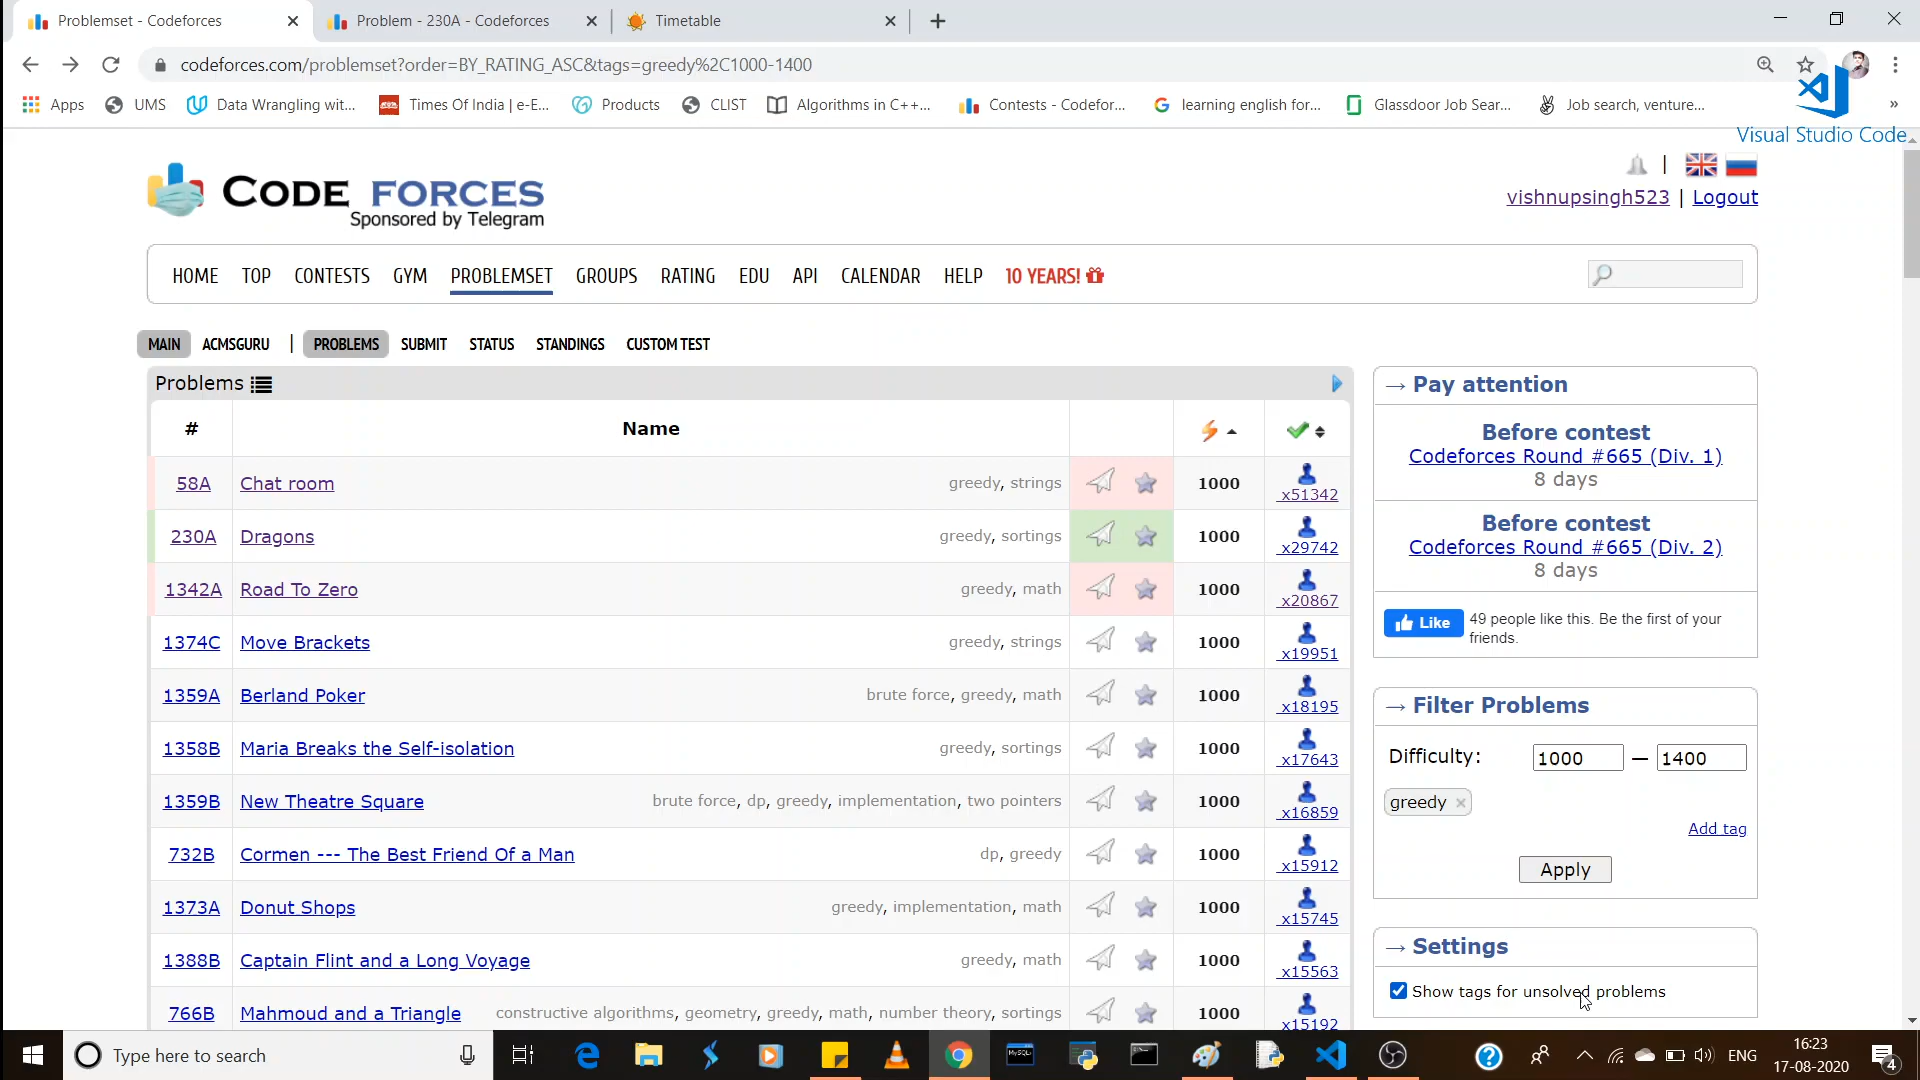 Problemset - Codeforces
Problem - 230A - Codeforces
Timetable
codeforces.com/problemset?order=BY_RATING_ASC&tags=greedy%2C1000-1400
Apps
UMS
Data Wrangling wit...
Times Of India | e-E...
Products
CLIST
Algorithms in C++...
Contests - Codefor...
learning english for...
Glassdoor Job Sear...
Job search, venture...
»
Visual Studio Code
CODE FORCES
Sponsored by Telegram
vishnupsingh523 | Logout
HOME TOP CONTESTS GYM PROBLEMSET GROUPS RATING EDU API CALENDAR HELP 10 YEARS!
MAIN ACMSGURU | PROBLEMS SUBMIT STATUS STANDINGS CUSTOM TEST
Problems
# Name
58A Chat room greedy, strings 1000 x51342
230A Dragons greedy, sortings 1000 x29742
1342A Road To Zero greedy, math 1000 x20867
1374C Move Brackets greedy, strings 1000 x19951
1359A Berland Poker brute force, greedy, math 1000 x18195
1358B Maria Breaks the Self-isolation greedy, sortings 1000 x17643
1359B New Theatre Square brute force, dp, greedy, implementation, two pointers 1000 x16859
732B Cormen --- The Best Friend Of a Man dp, greedy 1000 x15912
1373A Donut Shops greedy, implementation, math 1000 x15745
1388B Captain Flint and a Long Voyage greedy, math 1000 x15563
766B Mahmoud and a Triangle constructive algorithms, geometry, greedy, math, number theory, sortings 1000 x15192
→ Pay attention
Before contest
Codeforces Round #665 (Div. 1)
8 days
Before contest
Codeforces Round #665 (Div. 2)
8 days
Like
49 people like this. Be the first of your
friends.
→ Filter Problems
Difficulty: 1000 — 1400
greedy ×
Add tag
Apply
→ Settings
Show tags for unsolved problems
Type here to search
MySQL
ENG
16:23
17-08-2020
4